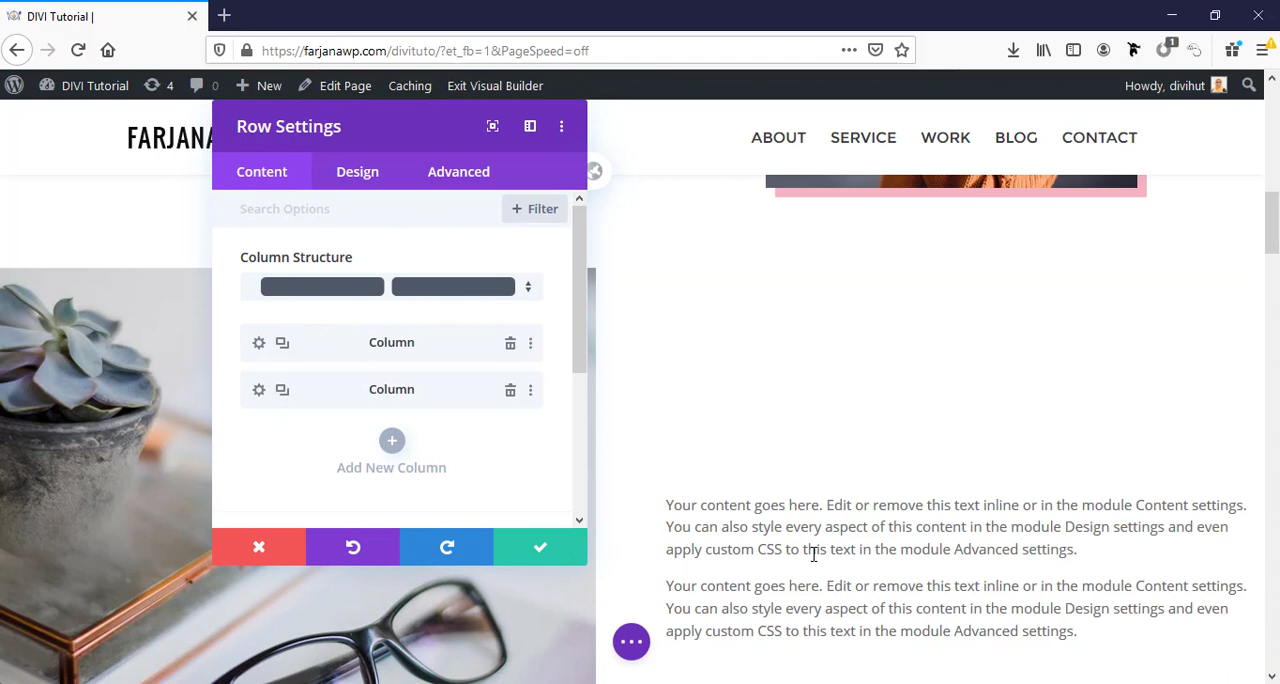 DIVI Tutorial |
https://farjanawp.com/divituto/?et_fb=1&PageSpeed=off
1
DIVI Tutorial
4
0
New
Edit Page
Caching
Exit Visual Builder
Howdy, divihut
FARJANA
ABOUT
SERVICE
WORK
BLOG
CONTACT
Row Settings
Content
Design
Advanced
Search Options
+ Filter
Column Structure
Column
Column
Add New Column
Your content goes here. Edit or remove this text inline or in the module Content settings.
You can also style every aspect of this content in the module Design settings and even
apply custom CSS to this text in the module Advanced settings.
Your content goes here. Edit or remove this text inline or in the module Content settings.
You can also style every aspect of this content in the module Design settings and even
apply custom CSS to this text in the module Advanced settings.